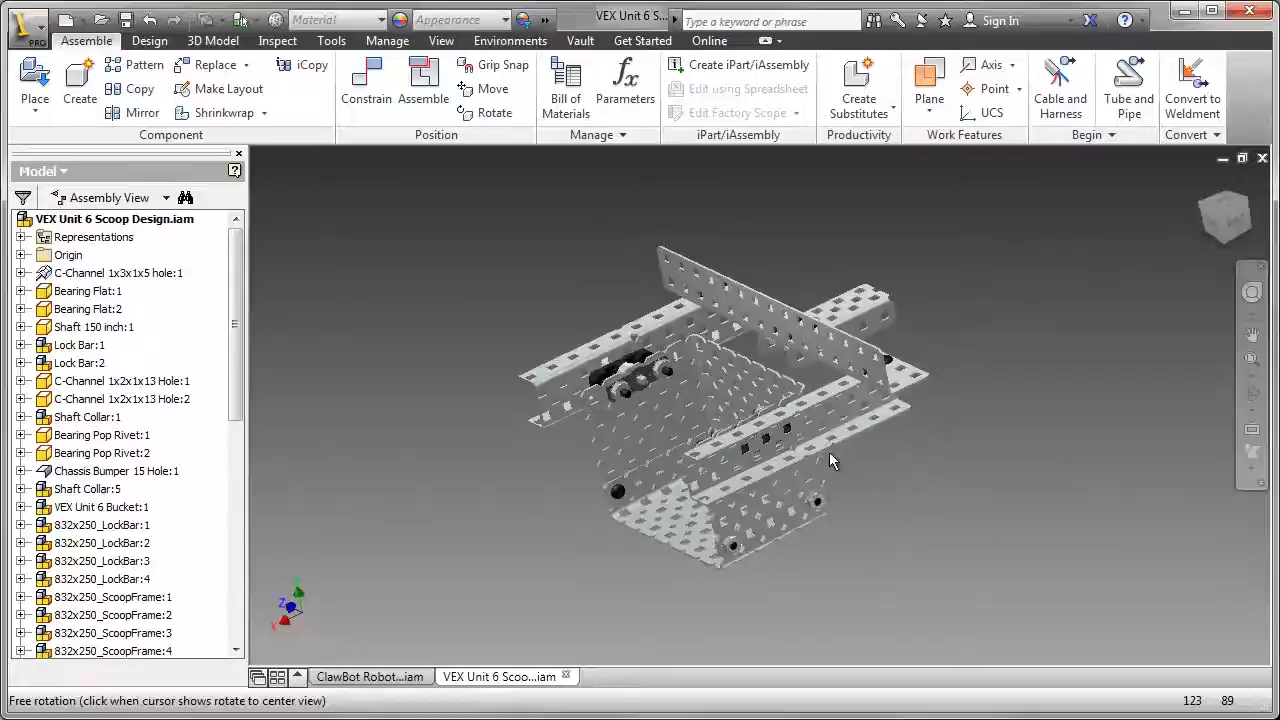 PRO
Material
Appearance
VEX Unit 6 S...
Type a keyword or phrase
Sign In
Assemble
Design
3D Model
Inspect
Tools
Manage
View
Environments
Vault
Get Started
Online
Place
Create
Pattern
Copy
Mirror
Replace
Make Layout
Shrinkwrap
iCopy
Component
Constrain
Assemble
Grip Snap
Move
Rotate
Position
Bill of
Materials
Parameters
Manage
Create iPart/iAssembly
Edit using Spreadsheet
Edit Factory Scope
iPart/iAssembly
Create
Substitutes
Productivity
Plane
Axis
Point
UCS
Work Features
Cable and
Harness
Tube and
Pipe
Begin
Convert to
Weldment
Convert
Model
Assembly View
VEX Unit 6 Scoop Design.iam
Representations
Origin
C-Channel 1x3x1x5 hole:1
Bearing Flat:1
Bearing Flat:2
Shaft 150 inch:1
Lock Bar:1
Lock Bar:2
C-Channel 1x2x1x13 Hole:1
C-Channel 1x2x1x13 Hole:2
Shaft Collar:1
Bearing Pop Rivet:1
Bearing Pop Rivet:2
Chassis Bumper 15 Hole:1
Shaft Collar:5
VEX Unit 6 Bucket:1
832x250_LockBar:1
832x250_LockBar:2
832x250_LockBar:3
832x250_LockBar:4
832x250_ScoopFrame:1
832x250_ScoopFrame:2
832x250_ScoopFrame:3
832x250_ScoopFrame:4
Z
X
ClawBot Robot...iam
VEX Unit 6 Scoo...iam
Free rotation (click when cursor shows rotate to center view)
123
89